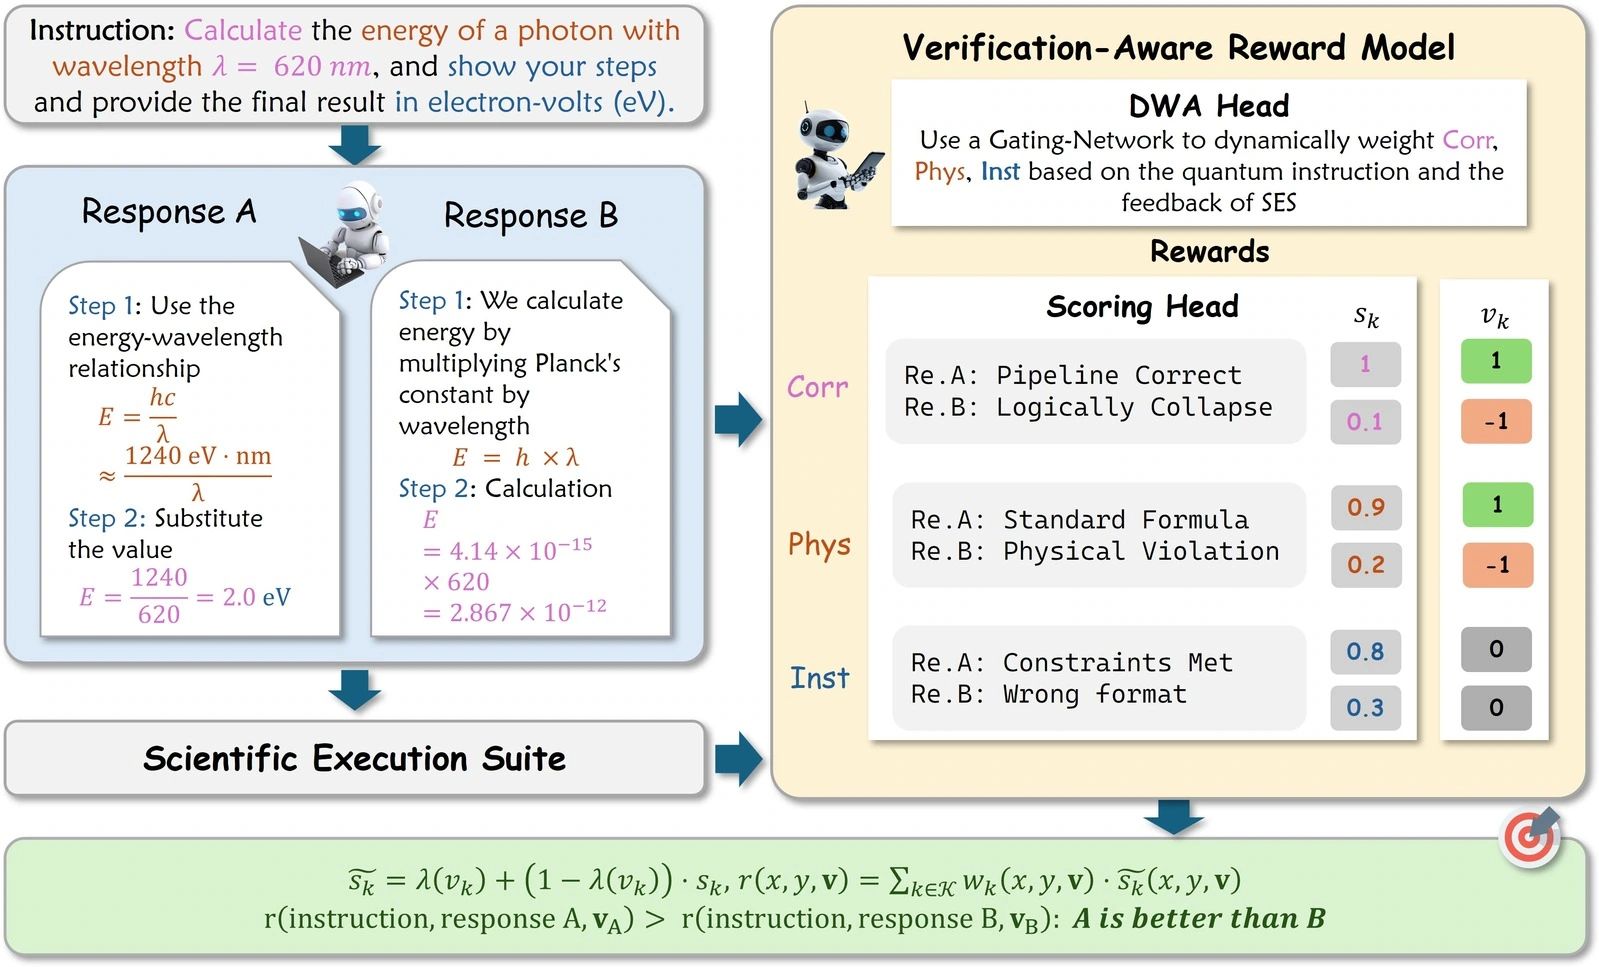 Instruction: Calculate the energy of a photon with
wavelength λ = 620 nm, and show your steps
and provide the final result in electron-volts (eV).
Response A
Step 1: Use the
energy-wavelength
relationship
E = hc/λ
≈ 1240 eV · nm/λ
Step 2: Substitute
the value
E = 1240/620 = 2.0 eV
Response B
Step 1: We calculate
energy by
multiplying Planck's
constant by
wavelength
E = h × λ
Step 2: Calculation
E
= 4.14 × 10⁻¹⁵
× 620
= 2.867 × 10⁻¹²
Scientific Execution Suite
Verification-Aware Reward Model
DWA Head
Use a Gating-Network to dynamically weight Corr,
Phys, Inst based on the quantum instruction and the
feedback of SES
Rewards
Scoring Head
s_k
v_k
Corr
Re.A: Pipeline Correct
Re.B: Logically Collapse
1
0.1
1
-1
Phys
Re.A: Standard Formula
Re.B: Physical Violation
0.9
0.2
1
-1
Inst
Re.A: Constraints Met
Re.B: Wrong format
0.8
0.3
0
0
s̃_k = λ(v_k) + (1 − λ(v_k)) · s_k, r(x, y, v) = ∑_{k∈𝒦} w_k(x, y, v) · s̃_k(x, y, v)
r(instruction, response A, v_A) > r(instruction, response B, v_B): A is better than B